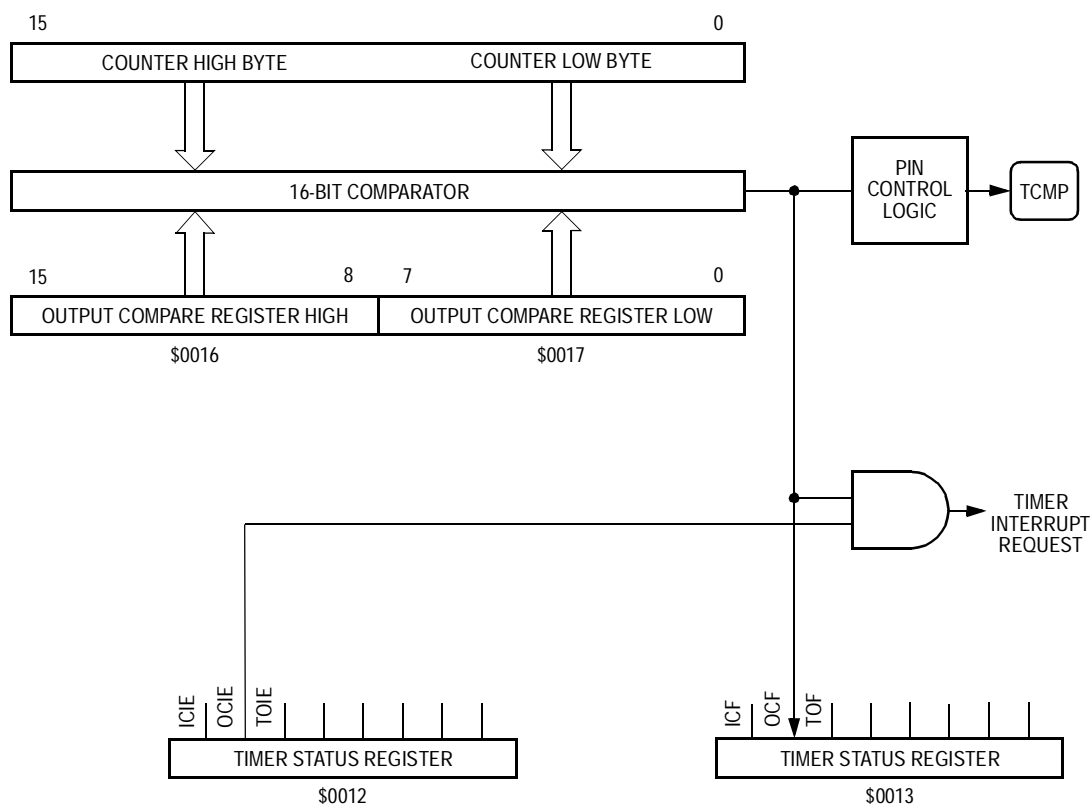 15 0
COUNTER HIGH BYTE COUNTER LOW BYTE
16-BIT COMPARATOR
PIN
CONTROL
LOGIC
TCMP
15 8 7 0
OUTPUT COMPARE REGISTER HIGH OUTPUT COMPARE REGISTER LOW
$0016 $0017
TIMER
INTERRUPT
REQUEST
ICIE
OCIE
TOIE
TIMER STATUS REGISTER
$0012
ICF
OCF
TOF
TIMER STATUS REGISTER
$0013